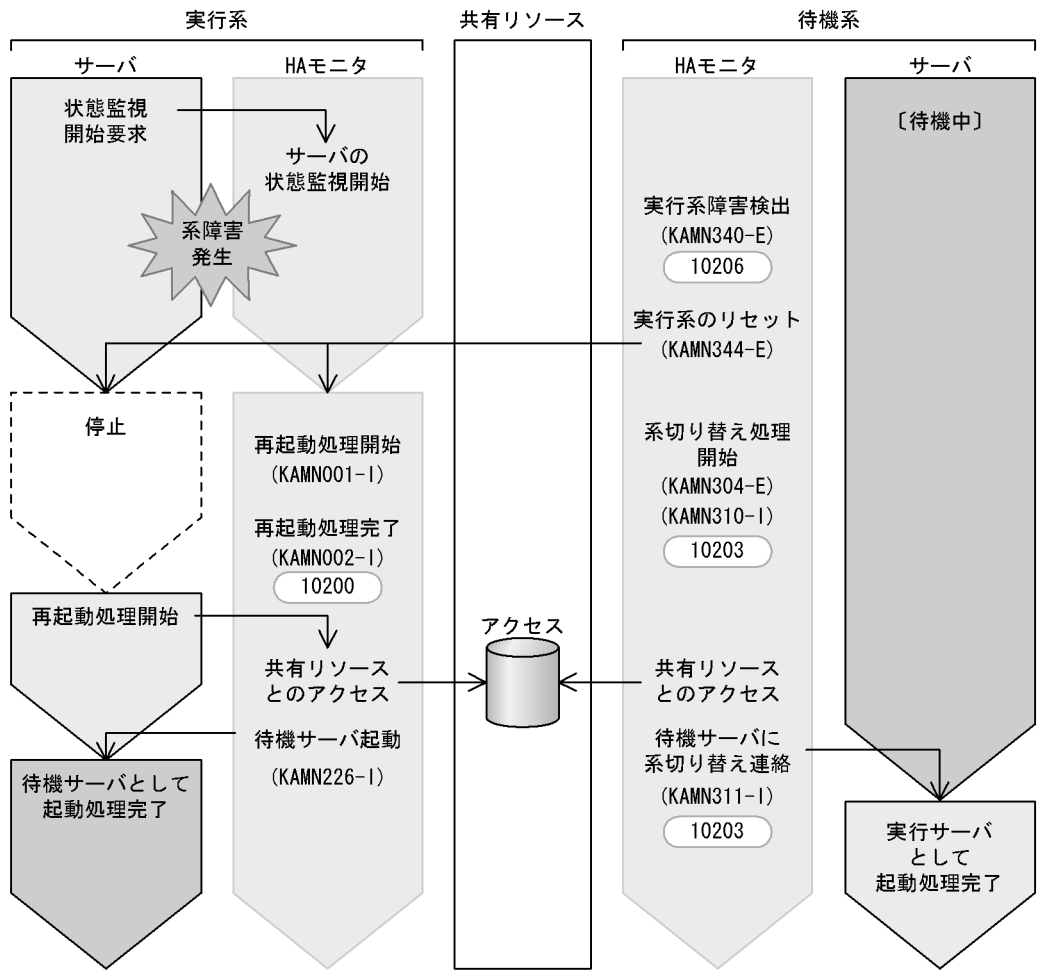 実行系
共有リソース
待機系
サーバ
HAモニタ
HAモニタ
サーバ
状態監視
開始要求
サーバの
状態監視開始
系障害
発生
〔待機中〕
実行系障害検出
(KAMN340-E)
10206
実行系のリセット
(KAMN344-E)
停止
再起動処理開始
(KAMN001-I)
再起動処理完了
(KAMN002-I)
10200
系切り替え処理
開始
(KAMN304-E)
(KAMN310-I)
10203
再起動処理開始
共有リソース
とのアクセス
アクセス
共有リソース
とのアクセス
待機サーバ起動
(KAMN226-I)
待機サーバに
系切り替え連絡
(KAMN311-I)
10203
待機サーバとして
起動処理完了
実行サーバ
として
起動処理完了